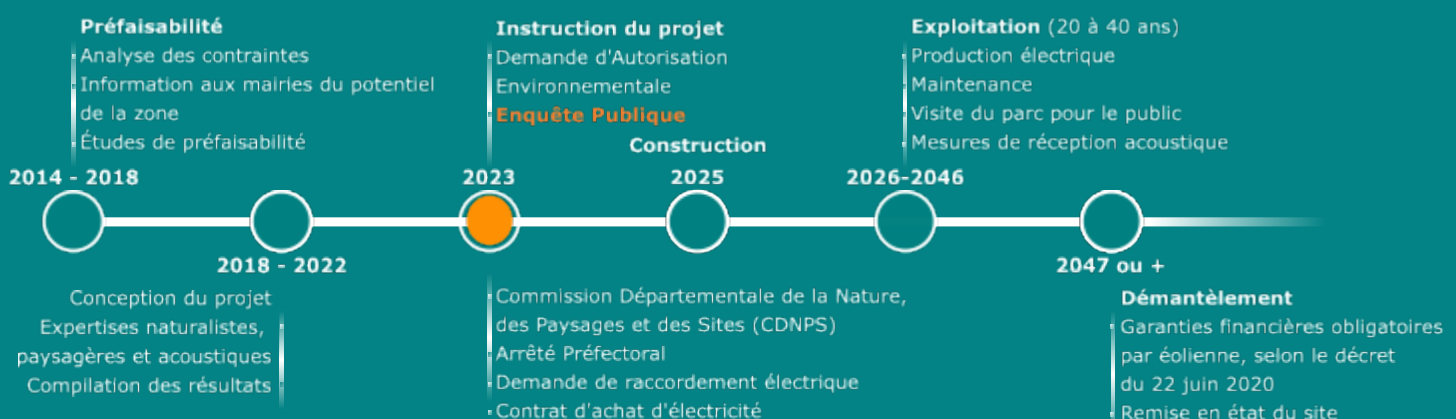 Préfaisabilité
Analyse des contraintes
Information aux mairies du potentiel
de la zone
Études de préfaisabilité
2014 - 2018
2018 - 2022
Conception du projet
Expertises naturalistes,
paysagères et acoustiques
Compilation des résultats
Instruction du projet
Demande d'Autorisation
Environnementale
Enquête Publique
2023
Commission Départementale de la Nature,
des Paysages et des Sites (CDNPS)
Arrêté Préfectoral
Demande de raccordement électrique
Contrat d'achat d'électricité
Construction
2025
Exploitation (20 à 40 ans)
Production électrique
Maintenance
Visite du parc pour le public
Mesures de réception acoustique
2026-2046
2047 ou +
Démantèlement
Garanties financières obligatoires
par éolienne, selon le décret
du 22 juin 2020
Remise en état du site